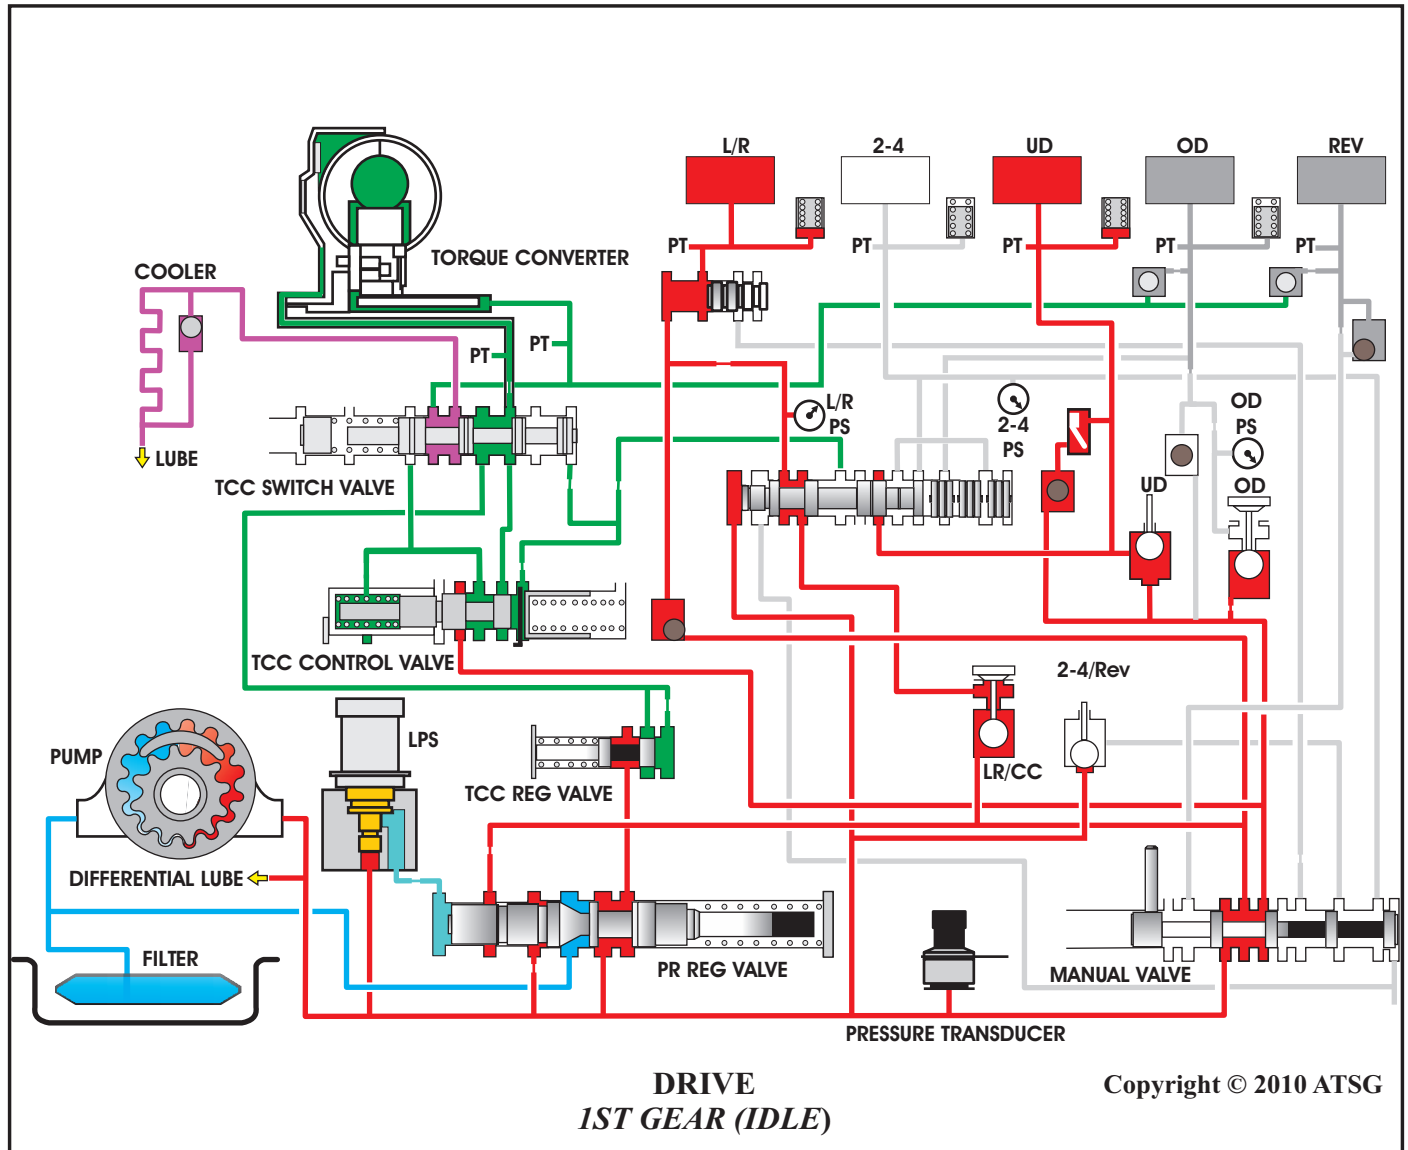 L/R 2-4 UD OD REV
PT PT PT PT PT
TORQUE CONVERTER
COOLER
PT PT
LUBE
TCC SWITCH VALVE
L/R
PS
2-4
PS
OD
PS
UD OD
TCC CONTROL VALVE
2-4/Rev
LPS
PUMP
LR/CC
TCC REG VALVE
DIFFERENTIAL LUBE
FILTER
PR REG VALVE
MANUAL VALVE
PRESSURE TRANSDUCER
DRIVE
1ST GEAR (IDLE)
Copyright © 2010 ATSG